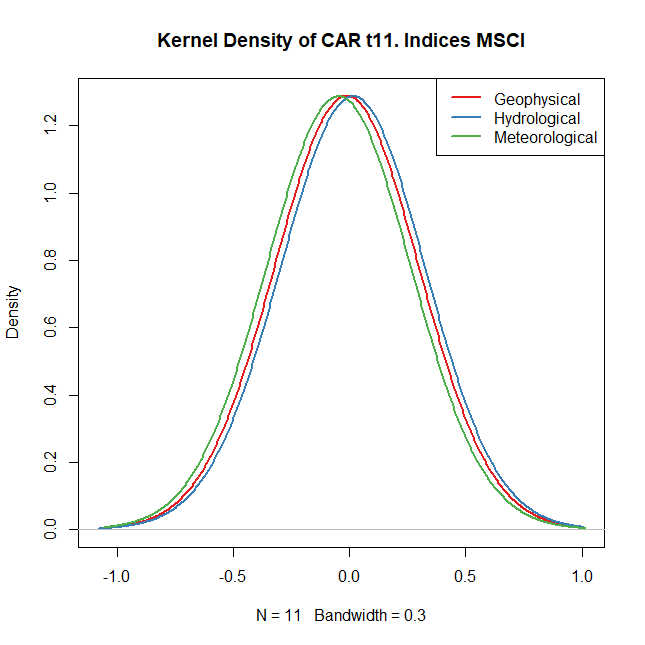 Kernel Density of CAR t11. Indices MSCI
Geophysical
Hydrological
Meteorological
Density
0.0
0.2
0.4
0.6
0.8
1.0
1.2
-1.0
-0.5
0.0
0.5
1.0
N = 11   Bandwidth = 0.3